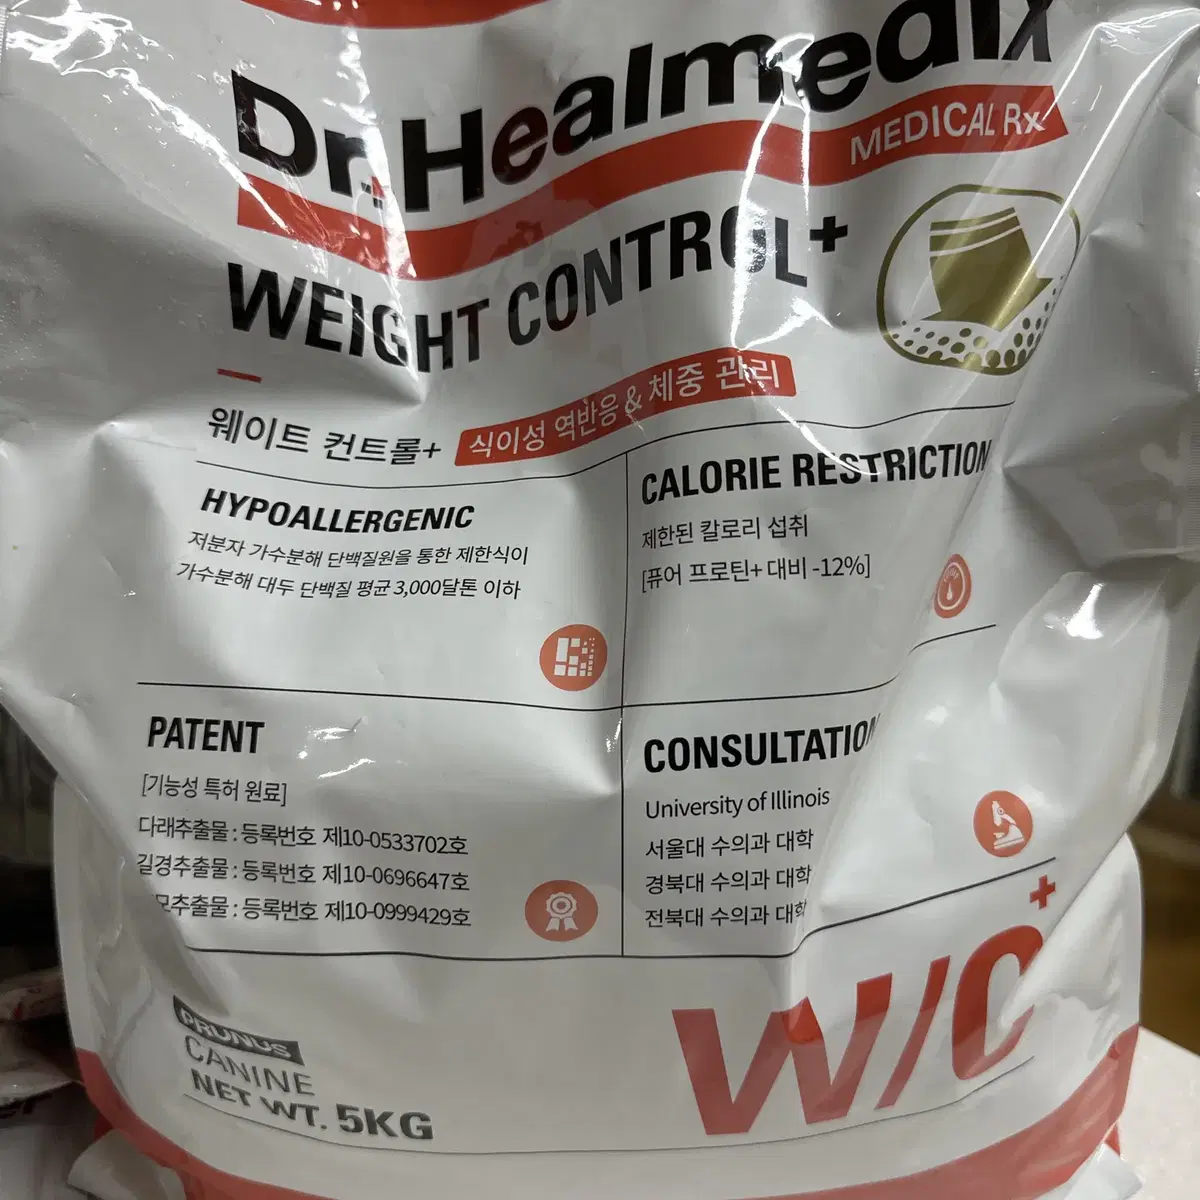 Dr.Healmedix
MEDICAL Rx
WEIGHT CONTROL+
웨이트 컨트롤+ 식이성 역반응 & 체중 관리
HYPOALLERGENIC
저분자 가수분해 단백질원을 통한 제한식이
가수분해 대두 단백질 평균 3,000달톤 이하
CALORIE RESTRICTION
제한된 칼로리 섭취
[퓨어 프로틴+ 대비 -12%]
PATENT
[기능성 특허 원료]
다래추출물 : 등록번호 제10-0533702호
길경추출물 : 등록번호 제10-0696647호
모추출물 : 등록번호 제10-0999429호
CONSULTATION
University of Illinois
서울대 수의과 대학
경북대 수의과 대학
전북대 수의과 대학
W/C+
PRUNUS
CANINE
NET WT. 5KG